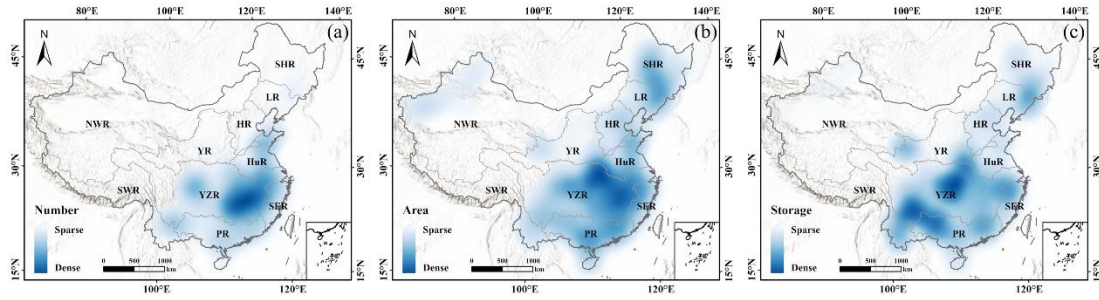 100°E 120°E 140°E 100°E 120°E 140°E 100°E 120°E 140°E
(a)
N
45°N
SHR
LR
NWR
HR
YR
HuR
30°N
SWR
YZR
SER
PR
Number
Sparse
Dense
0 500 1000
km
15°N
100°E 120°E
(b)
N
45°N
45°N
SHR
LR
NWR
HR
YR
HuR
30°N
30°N
SWR
YZR
SER
PR
Area
Sparse
Dense
0 500 1000
km
15°N
15°N
100°E 120°E
(c)
N
45°N
SHR
LR
NWR
HR
YR
HuR
30°N
SWR
YZR
SER
PR
Storage
Sparse
Dense
0 500 1000
km
15°N
100°E 120°E